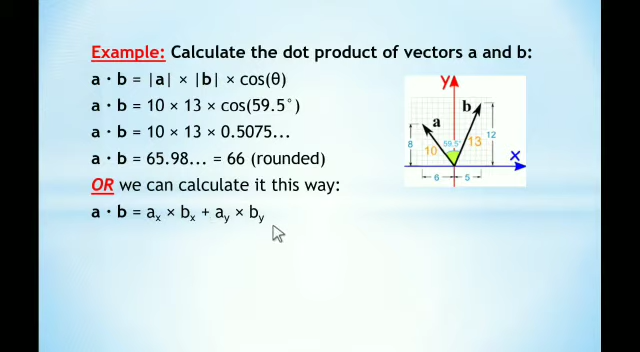 Example: Calculate the dot product of vectors a and b:
a · b = |a| × |b| × cos(θ)
a · b = 10 × 13 × cos(59.5°)
a · b = 10 × 13 × 0.5075...
a · b = 65.98... = 66 (rounded)
OR we can calculate it this way:
a · b = aₓ × bₓ + a_y × b_y
Y
b
a
12
8
59.5°
13
10
X
6
5